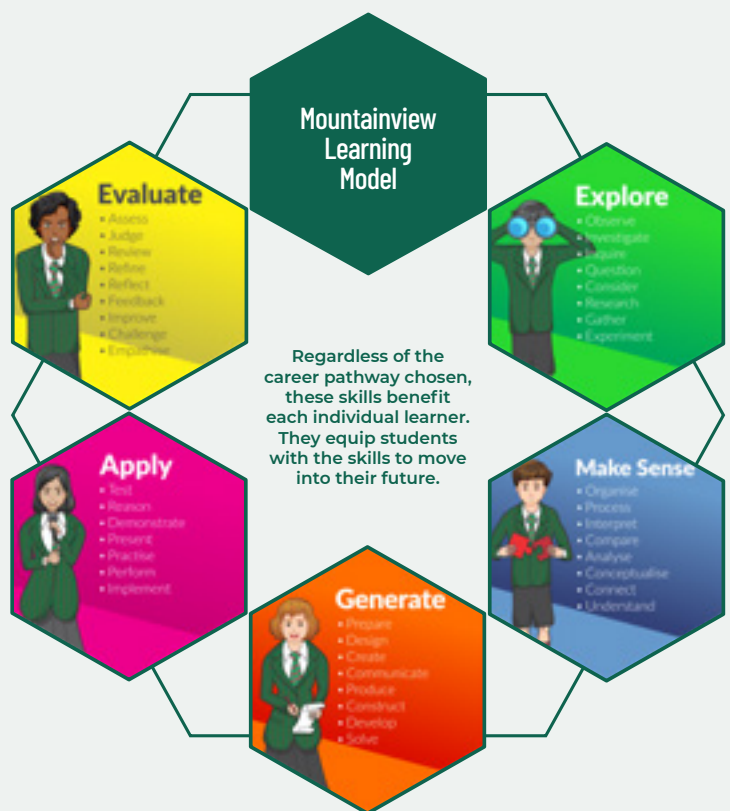 Mountainview
Learning
Model
Explore
• Observe
• Investigate
• Inquire
• Question
• Consider
• Research
• Gather
• Experiment
Make Sense
• Organise
• Process
• Interpret
• Compare
• Analyse
• Conceptualise
• Connect
• Understand
Generate
• Prepare
• Design
• Create
• Communicate
• Produce
• Construct
• Develop
• Solve
Apply
• Test
• Reason
• Demonstrate
• Present
• Practise
• Perform
• Implement
Evaluate
• Assess
• Judge
• Review
• Refine
• Reflect
• Feedback
• Improve
• Challenge
• Empathise
Regardless of the
career pathway chosen,
these skills benefit
each individual learner.
They equip students
with the skills to move
into their future.